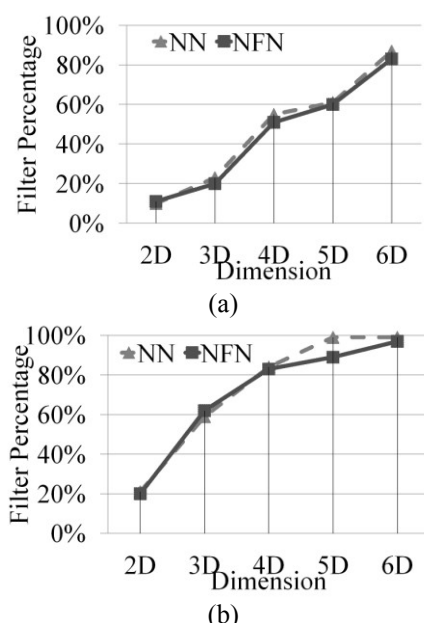 100%
NN NFN
80%
60%
40%
20%
0%
Filter Percentage
2D 3D 4D 5D 6D
Dimension
(a)
100%
NN NFN
80%
60%
40%
20%
0%
Filter Percentage
2D 3D 4D 5D 6D
Dimension
(b)